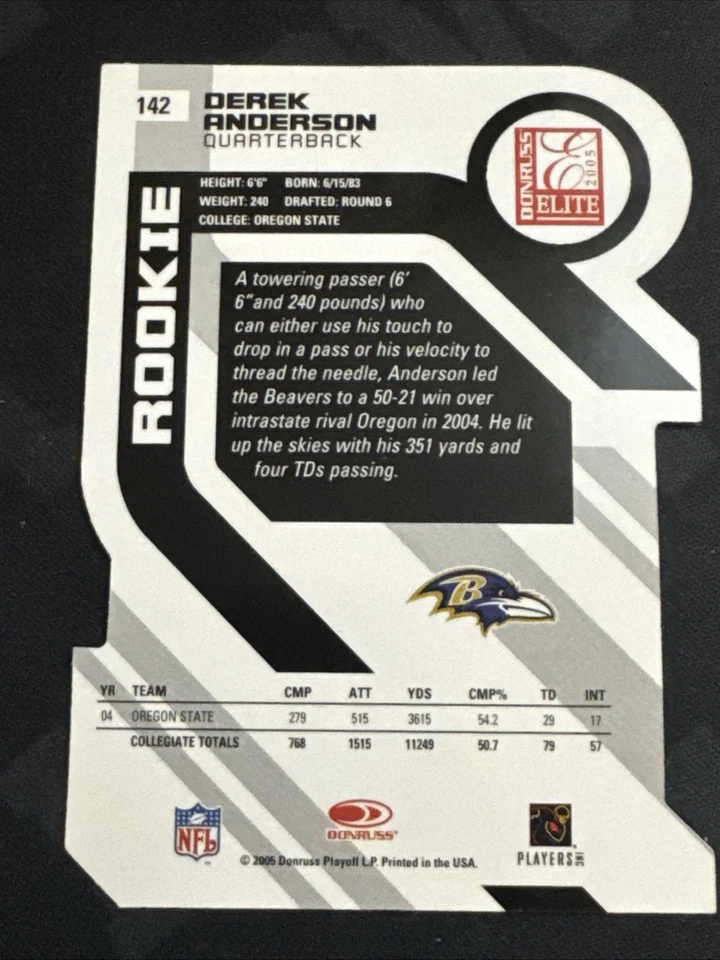 142
DEREK
ANDERSON
QUARTERBACK
DONRUSS
E
2005
ELITE
HEIGHT: 6'6" BORN: 6/15/83
WEIGHT: 240 DRAFTED: ROUND 6
COLLEGE: OREGON STATE
ROOKIE
A towering passer (6'
6"and 240 pounds) who
can either use his touch to
drop in a pass or his velocity to
thread the needle, Anderson led
the Beavers to a 50-21 win over
intrastate rival Oregon in 2004. He lit
up the skies with his 351 yards and
four TDs passing.
B
YR TEAM CMP ATT YDS CMP% TD INT
04 OREGON STATE 279 515 3615 54.2 29 17
COLLEGIATE TOTALS 768 1515 11249 50.7 79 57
NFL
DONRUSS
PLAYERS INC
© 2005 Donruss Playoff L.P. Printed in the USA.